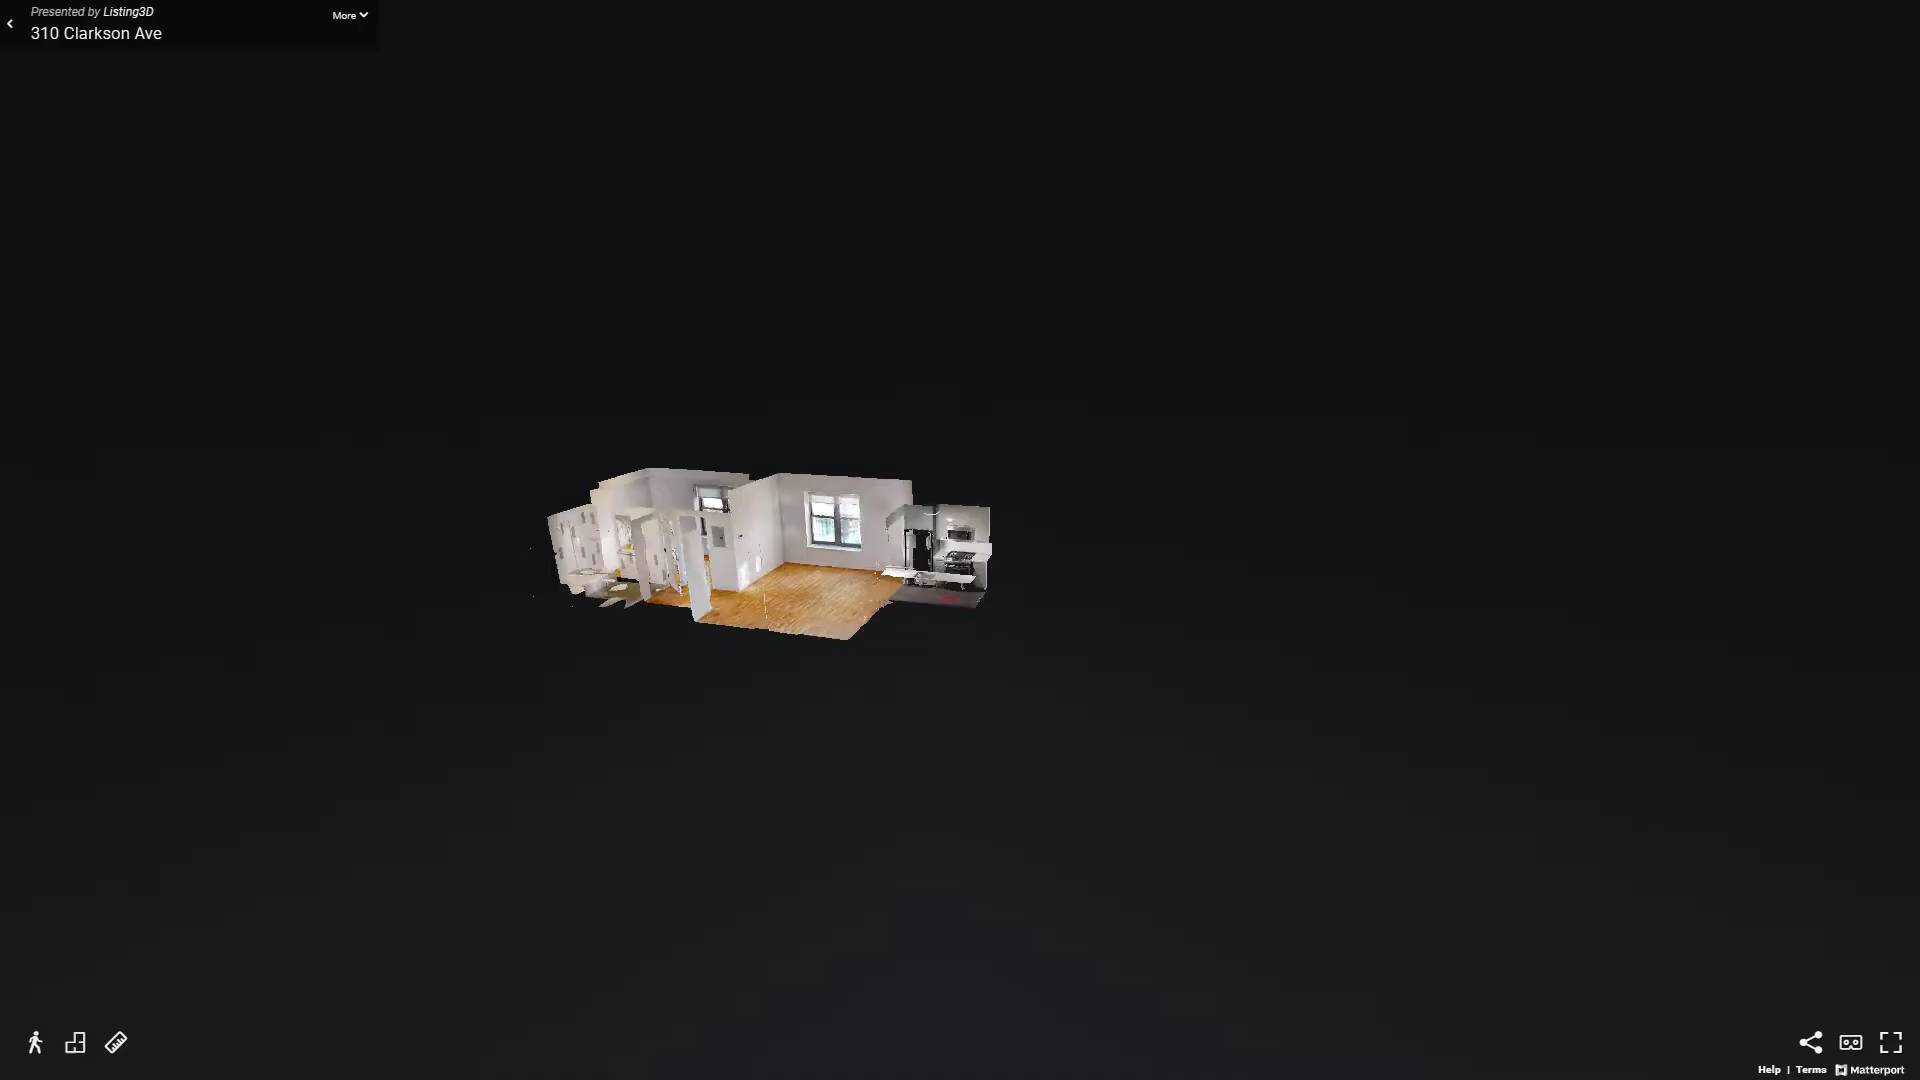 Presented by Listing3D
More
310 Clarkson Ave
Help | Terms Matterport